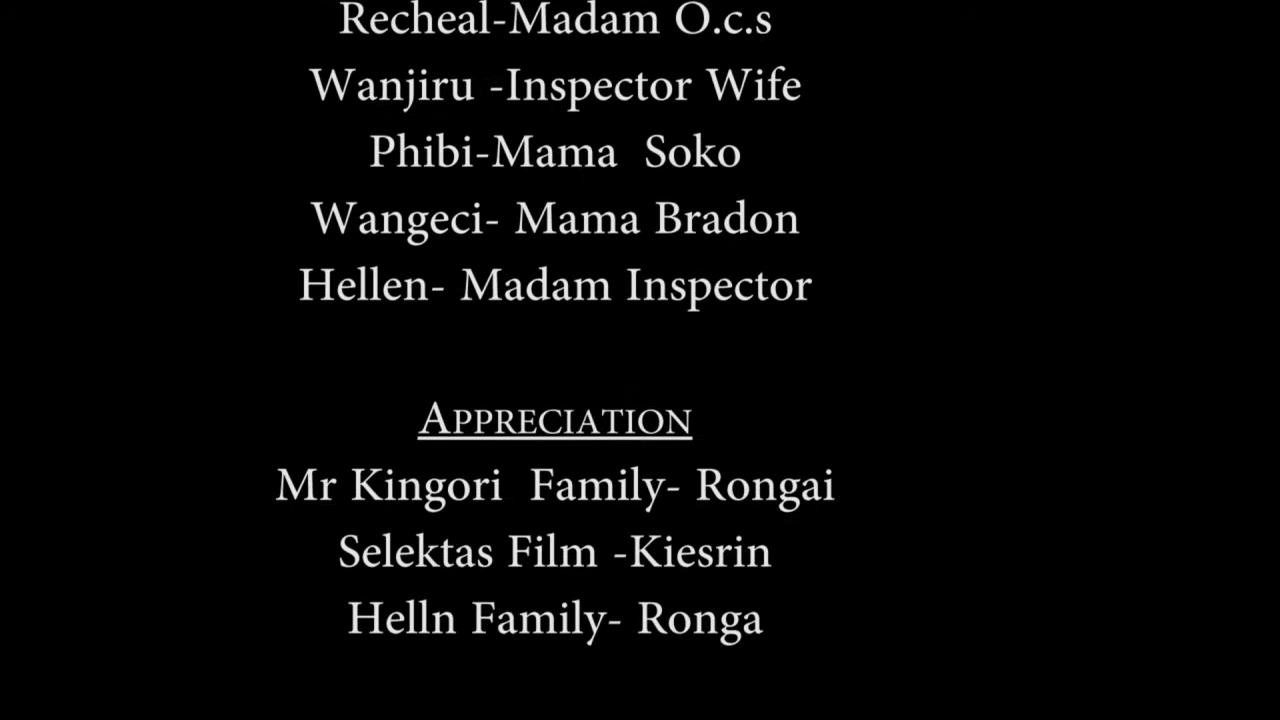 Recheal-Madam O.c.s
Wanjiru -Inspector Wife
Phibi-Mama  Soko
Wangeci- Mama Bradon
Hellen- Madam Inspector
APPRECIATION
Mr Kingori  Family- Rongai
Selektas Film -Kiesrin
Helln Family- Ronga